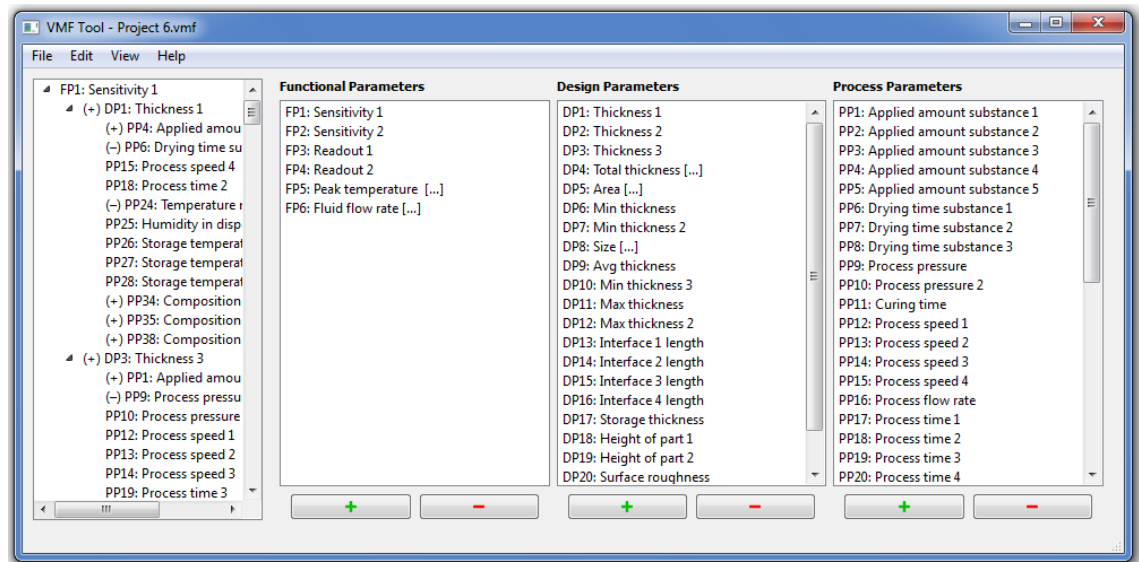 VMF Tool - Project 6.vmf
File Edit View Help
FP1: Sensitivity 1
(+) DP1: Thickness 1
(+) PP4: Applied amou
(–) PP6: Drying time su
PP15: Process speed 4
PP18: Process time 2
(–) PP24: Temperature r
PP25: Humidity in disp
PP26: Storage temperat
PP27: Storage temperat
PP28: Storage temperat
(+) PP34: Composition
(+) PP35: Composition
(+) PP38: Composition
(+) DP3: Thickness 3
(+) PP1: Applied amou
(–) PP9: Process pressu
PP10: Process pressure
PP12: Process speed 1
PP13: Process speed 2
PP14: Process speed 3
PP19: Process time 3
Functional Parameters
FP1: Sensitivity 1
FP2: Sensitivity 2
FP3: Readout 1
FP4: Readout 2
FP5: Peak temperature [...]
FP6: Fluid flow rate [...]
+ –
Design Parameters
DP1: Thickness 1
DP2: Thickness 2
DP3: Thickness 3
DP4: Total thickness [...]
DP5: Area [...]
DP6: Min thickness
DP7: Min thickness 2
DP8: Size [...]
DP9: Avg thickness
DP10: Min thickness 3
DP11: Max thickness
DP12: Max thickness 2
DP13: Interface 1 length
DP14: Interface 2 length
DP15: Interface 3 length
DP16: Interface 4 length
DP17: Storage thickness
DP18: Height of part 1
DP19: Height of part 2
DP20: Surface roughness
+ –
Process Parameters
PP1: Applied amount substance 1
PP2: Applied amount substance 2
PP3: Applied amount substance 3
PP4: Applied amount substance 4
PP5: Applied amount substance 5
PP6: Drying time substance 1
PP7: Drying time substance 2
PP8: Drying time substance 3
PP9: Process pressure
PP10: Process pressure 2
PP11: Curing time
PP12: Process speed 1
PP13: Process speed 2
PP14: Process speed 3
PP15: Process speed 4
PP16: Process flow rate
PP17: Process time 1
PP18: Process time 2
PP19: Process time 3
PP20: Process time 4
+ –